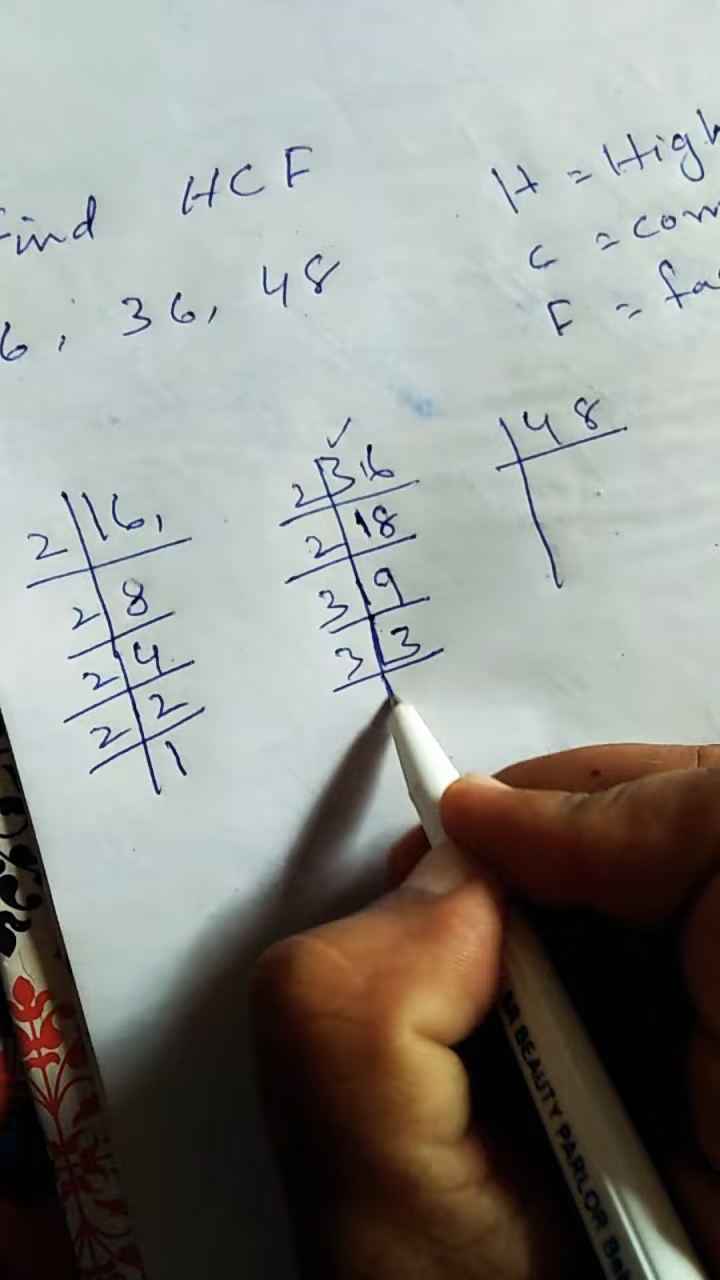 Find HCF
6, 36, 48
H = High
C = com
F = fa
2 16,
2 8
2 4
2 2
1
2 36
2 18
3 9
3 3
48
BEAUTY PARLOR